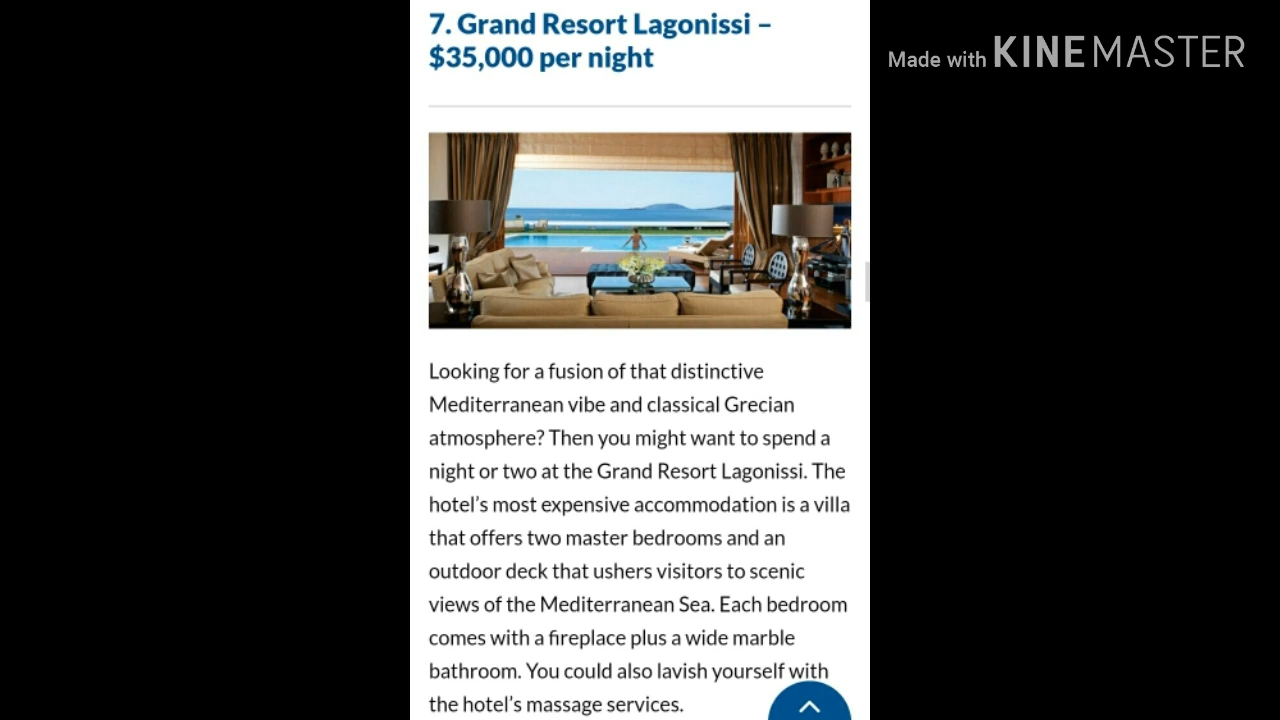 7. Grand Resort Lagonissi –
$35,000 per night
Made with KINEMASTER
Looking for a fusion of that distinctive
Mediterranean vibe and classical Grecian
atmosphere? Then you might want to spend a
night or two at the Grand Resort Lagonissi. The
hotel’s most expensive accommodation is a villa
that offers two master bedrooms and an
outdoor deck that ushers visitors to scenic
views of the Mediterranean Sea. Each bedroom
comes with a fireplace plus a wide marble
bathroom. You could also lavish yourself with
the hotel’s massage services.